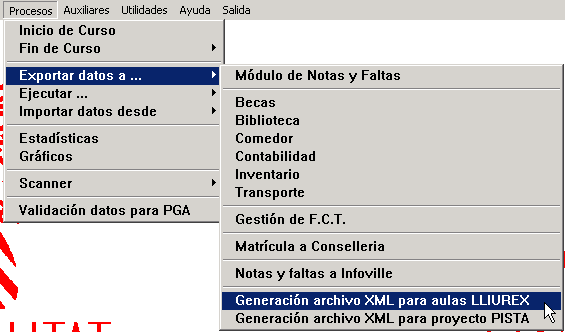 Procesos Auxiliares Utilidades Ayuda Salida
Inicio de Curso
Fin de Curso
Exportar datos a ...
Ejecutar ...
Importar datos desde
Estadísticas
Gráficos
Scanner
Validación datos para PGA
Módulo de Notas y Faltas
Becas
Biblioteca
Comedor
Contabilidad
Inventario
Transporte
Gestión de F.C.T.
Matrícula a Conselleria
Notas y faltas a Infoville
Generación archivo XML para aulas LLIUREX
Generación archivo XML para proyecto PISTA